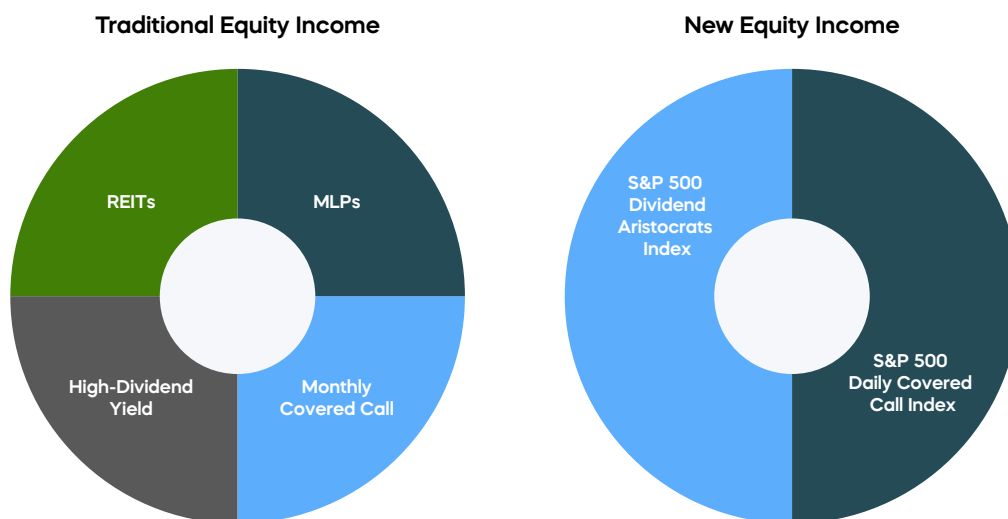 Traditional Equity Income
REITs
MLPs
High-Dividend
Yield
Monthly
Covered Call
New Equity Income
S&P 500
Dividend
Aristocrats
Index
S&P 500
Daily Covered
Call Index